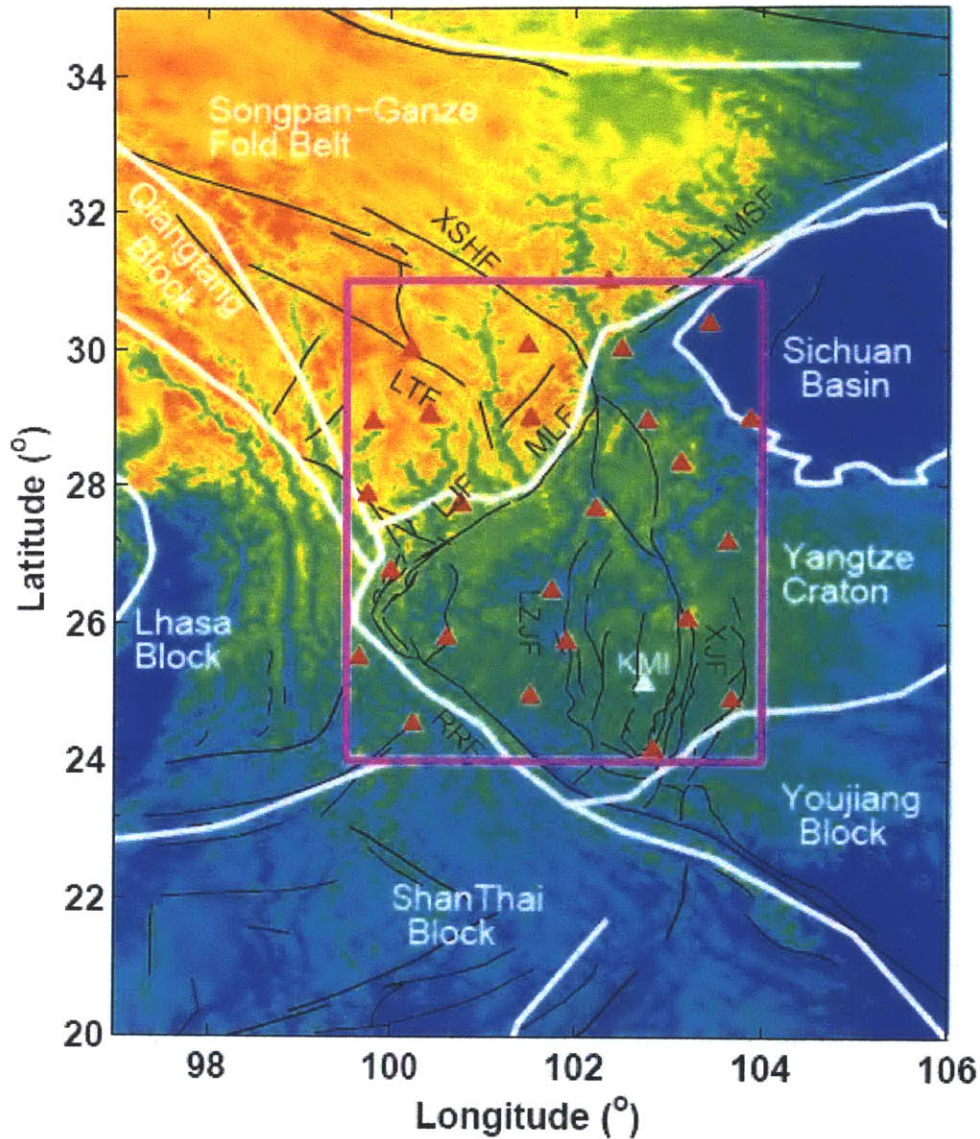 34
32
30
28
26
24
22
20
Latitude (°)
Songpan-Ganze
Fold Belt
Qiangtang
Block
XSHF
LMSF
Sichuan
Basin
LTF
MLF
LJF
Yangtze
Craton
Lhasa
Block
LZJF
KMI
XJF
RRF
Youjiang
Block
ShanThai
Block
98
100
102
104
106
Longitude (°)